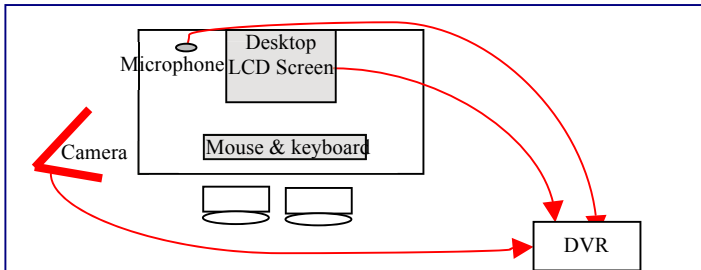 Desktop
LCD Screen
Microphone
Mouse & keyboard
Camera
DVR